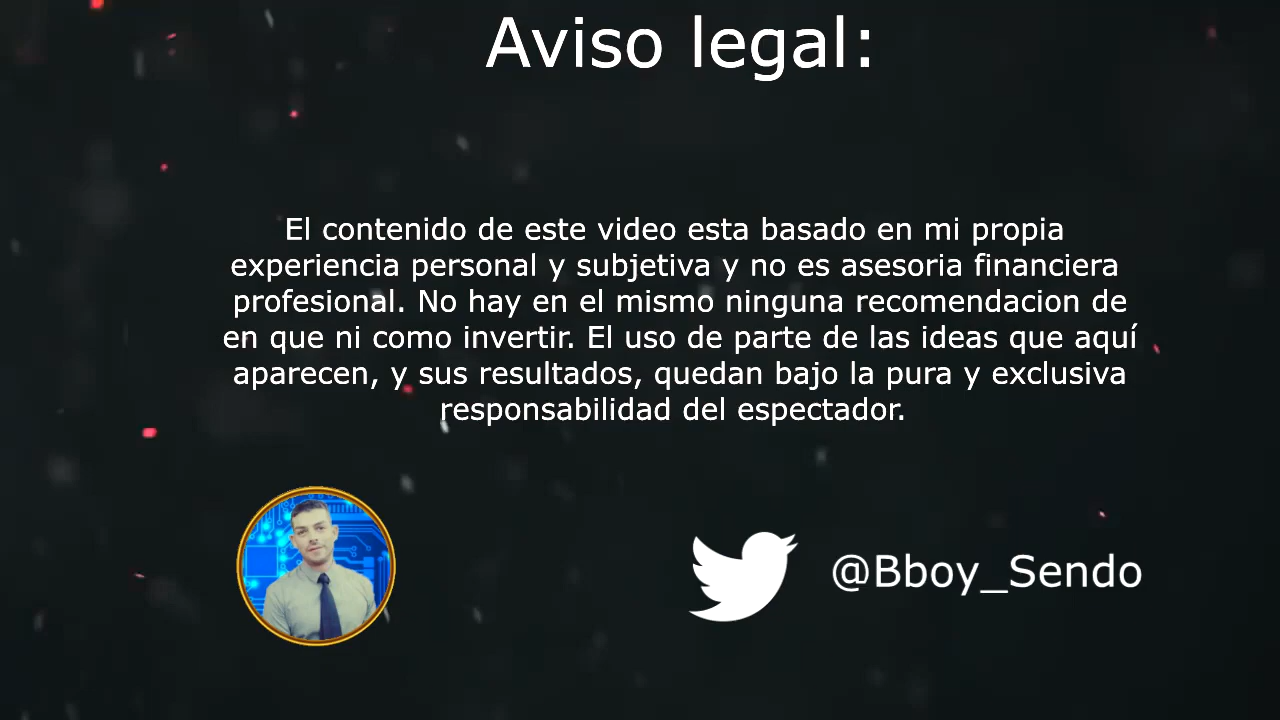 Aviso legal:
El contenido de este video esta basado en mi propia
experiencia personal y subjetiva y no es asesoria financiera
profesional. No hay en el mismo ninguna recomendacion de
en que ni como invertir. El uso de parte de las ideas que aquí
aparecen, y sus resultados, quedan bajo la pura y exclusiva
responsabilidad del espectador.
@Bboy_Sendo